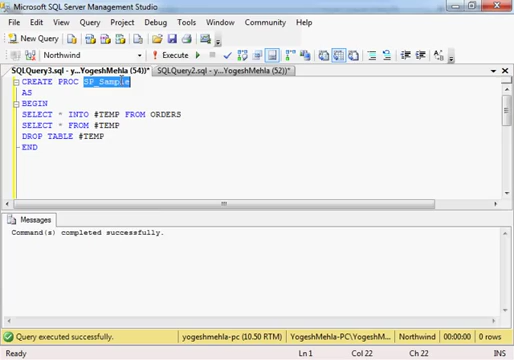 Microsoft SQL Server Management Studio
File Edit View Query Project Debug Tools Window Community Help
New Query
Northwind Execute
SQLQuery3.sql - y...YogeshMehla (54))* SQLQuery2.sql - y...YogeshMehla (52))*
CREATE PROC SP_Sample
AS
BEGIN
SELECT * INTO #TEMP FROM ORDERS
SELECT * FROM #TEMP
DROP TABLE #TEMP
END
Messages
Command(s) completed successfully.
Query executed successfully. yogeshmehla-pc (10.50 RTM) YogeshMehla-PC\YogeshM... Northwind 00:00:00 0 rows
Ready Ln 1 Col 22 Ch 22 INS